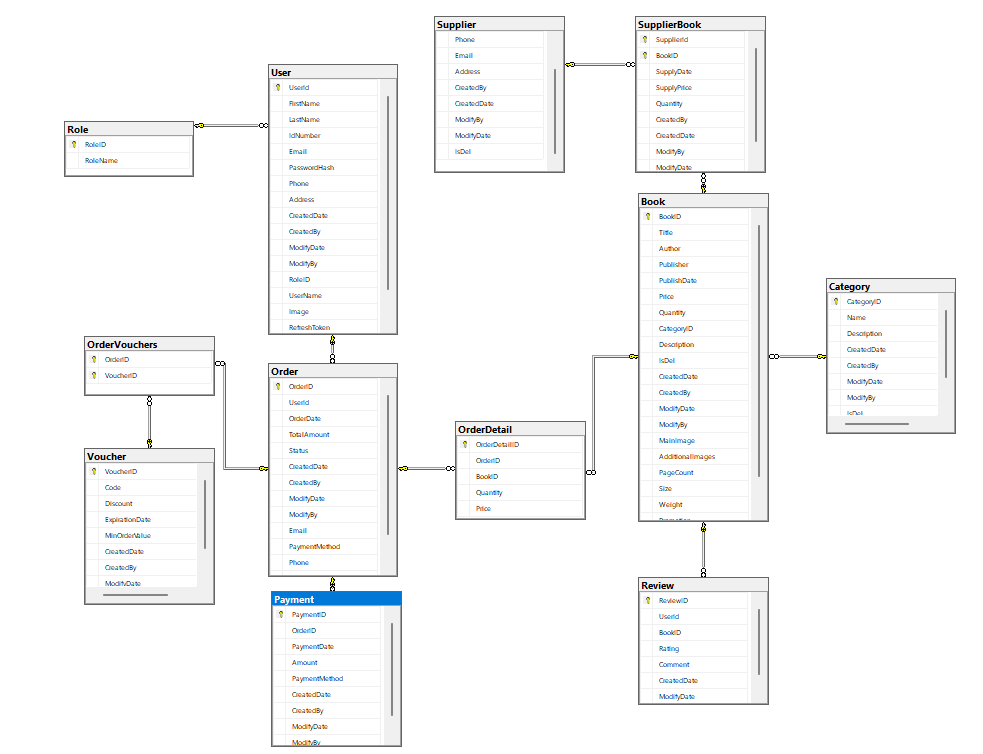 Supplier
Phone
Email
Address
CreatedBy
CreatedDate
ModifyBy
ModifyDate
IsDel
SupplierBook
SupplierId
BookID
SupplyDate
SupplyPrice
Quantity
CreatedBy
CreatedDate
ModifyBy
ModifyDate
User
UserId
FirstName
LastName
IdNumber
Email
PasswordHash
Phone
Address
CreatedDate
CreatedBy
ModifyDate
ModifyBy
RoleID
UserName
Image
RefreshToken
Role
RoleID
RoleName
Book
BookID
Title
Author
Publisher
PublishDate
Price
Quantity
CategoryID
Description
IsDel
CreatedDate
CreatedBy
ModifyDate
ModifyBy
MainImage
AdditionalImages
PageCount
Size
Weight
Category
CategoryID
Name
Description
CreatedDate
CreatedBy
ModifyDate
ModifyBy
IsDel
OrderVouchers
OrderID
VoucherID
Order
OrderID
UserId
OrderDate
TotalAmount
Status
CreatedDate
CreatedBy
ModifyDate
ModifyBy
Email
PaymentMethod
Phone
OrderDetail
OrderDetailID
OrderID
BookID
Quantity
Price
Voucher
VoucherID
Code
Discount
ExpirationDate
MinOrderValue
CreatedDate
CreatedBy
ModifyDate
Payment
PaymentID
OrderID
PaymentDate
Amount
PaymentMethod
CreatedDate
CreatedBy
ModifyDate
ModifyBy
Review
ReviewID
UserId
BookID
Rating
Comment
CreatedDate
ModifyDate